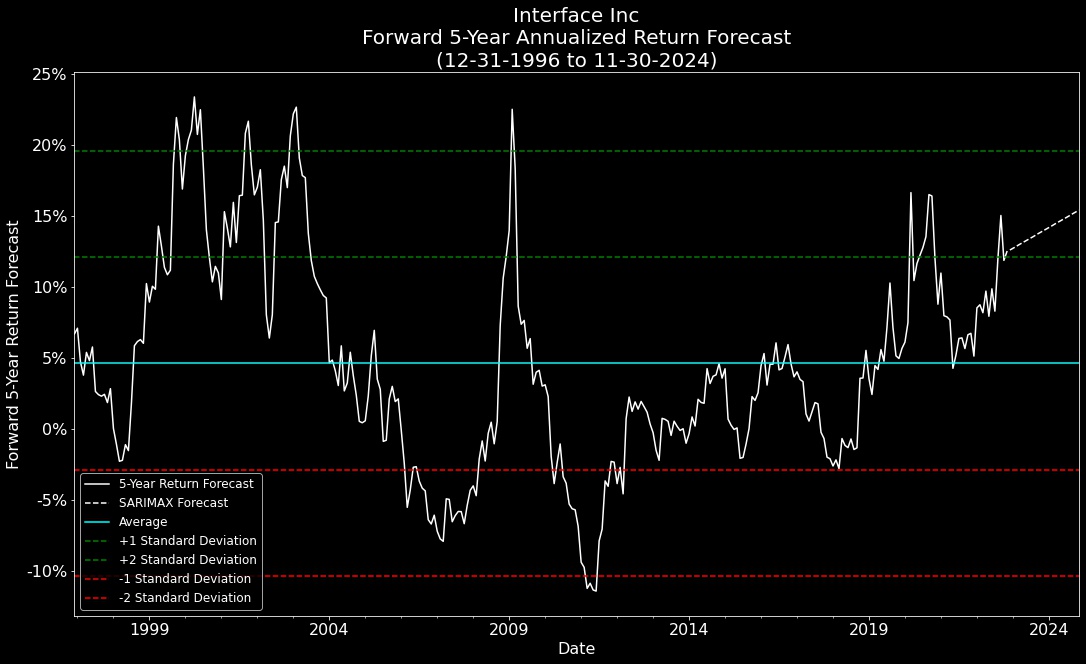 Interface Inc
Forward 5-Year Annualized Return Forecast
(12-31-1996 to 11-30-2024)
25%
20%
15%
10%
5%
0%
-5%
-10%
Forward 5-Year Return Forecast
5-Year Return Forecast
SARIMAX Forecast
Average
+1 Standard Deviation
+2 Standard Deviation
-1 Standard Deviation
-2 Standard Deviation
1999
2004
2009
2014
2019
2024
Date